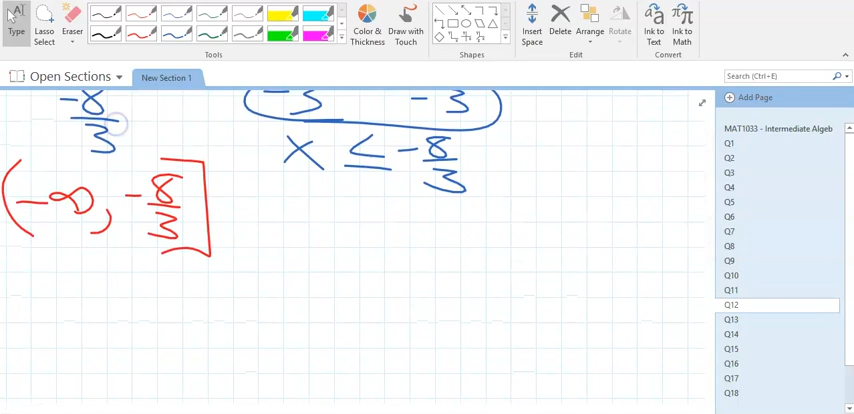 Type
Lasso Select
Eraser
Color & Thickness
Draw with Touch
Insert Space
Delete
Arrange
Rotate
Ink to Text
Ink to Math
Tools
Shapes
Edit
Convert
Open Sections
New Section 1
Search (Ctrl+E)
Add Page
MAT1033 - Intermediate Algeb
Q1
Q2
Q3
Q4
Q5
Q6
Q7
Q8
Q9
Q10
Q11
Q12
Q13
Q14
Q15
Q16
Q17
Q18
-8/3
-3 -3
x ≤ -8/3
(-∞, -8/3]